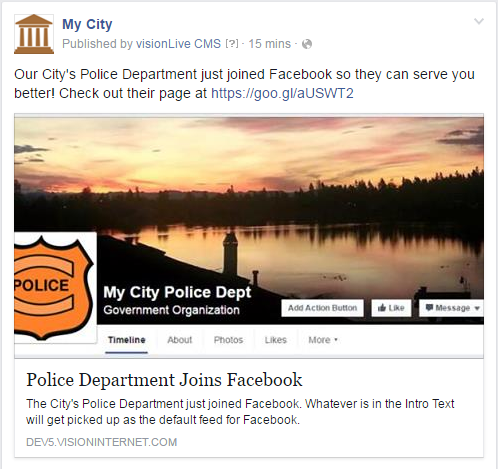 My City
Published by visionLive CMS [?] · 15 mins ·
Our City's Police Department just joined Facebook so they can serve you
better! Check out their page at https://goo.gl/aUSWT2
POLICE
My City Police Dept
Government Organization
Add Action Button
Like
Message
Timeline
About
Photos
Likes
More
Police Department Joins Facebook
The City's Police Department just joined Facebook. Whatever is in the Intro Text
will get picked up as the default feed for Facebook.
DEV5.VISIONINTERNET.COM